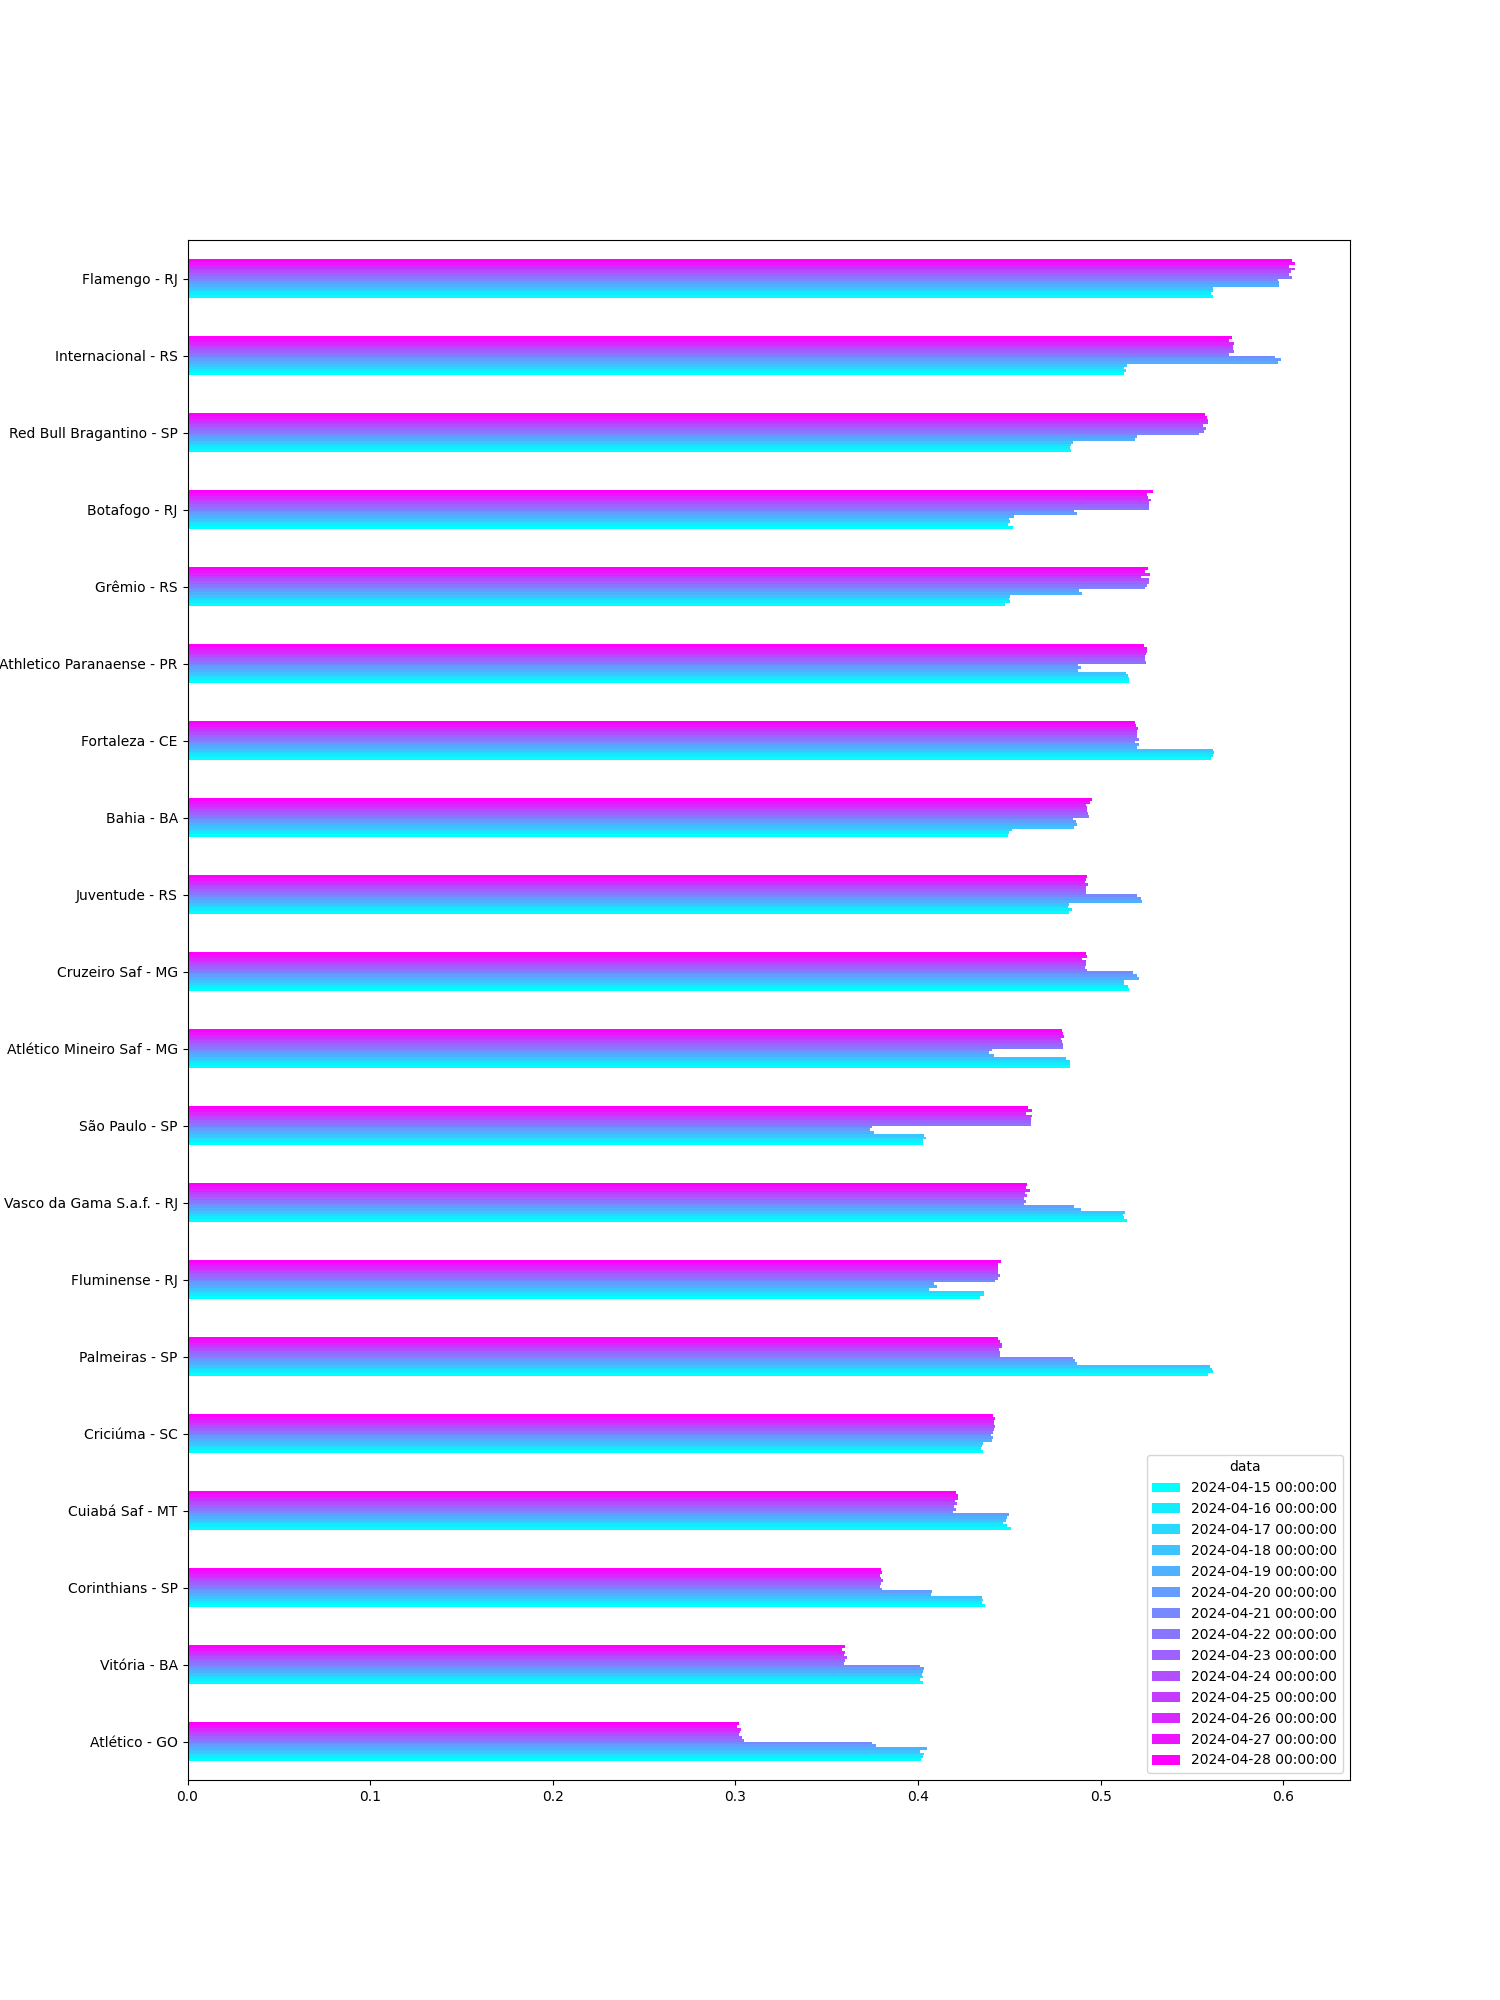 Flamengo - RJ
Internacional - RS
Red Bull Bragantino - SP
Botafogo - RJ
Grêmio - RS
Athletico Paranaense - PR
Fortaleza - CE
Bahia - BA
Juventude - RS
Cruzeiro Saf - MG
Atlético Mineiro Saf - MG
São Paulo - SP
Vasco da Gama S.a.f. - RJ
Fluminense - RJ
Palmeiras - SP
Criciúma - SC
Cuiabá Saf - MT
Corinthians - SP
Vitória - BA
Atlético - GO
data
2024-04-15 00:00:00
2024-04-16 00:00:00
2024-04-17 00:00:00
2024-04-18 00:00:00
2024-04-19 00:00:00
2024-04-20 00:00:00
2024-04-21 00:00:00
2024-04-22 00:00:00
2024-04-23 00:00:00
2024-04-24 00:00:00
2024-04-25 00:00:00
2024-04-26 00:00:00
2024-04-27 00:00:00
2024-04-28 00:00:00
0.0 0.1 0.2 0.3 0.4 0.5 0.6